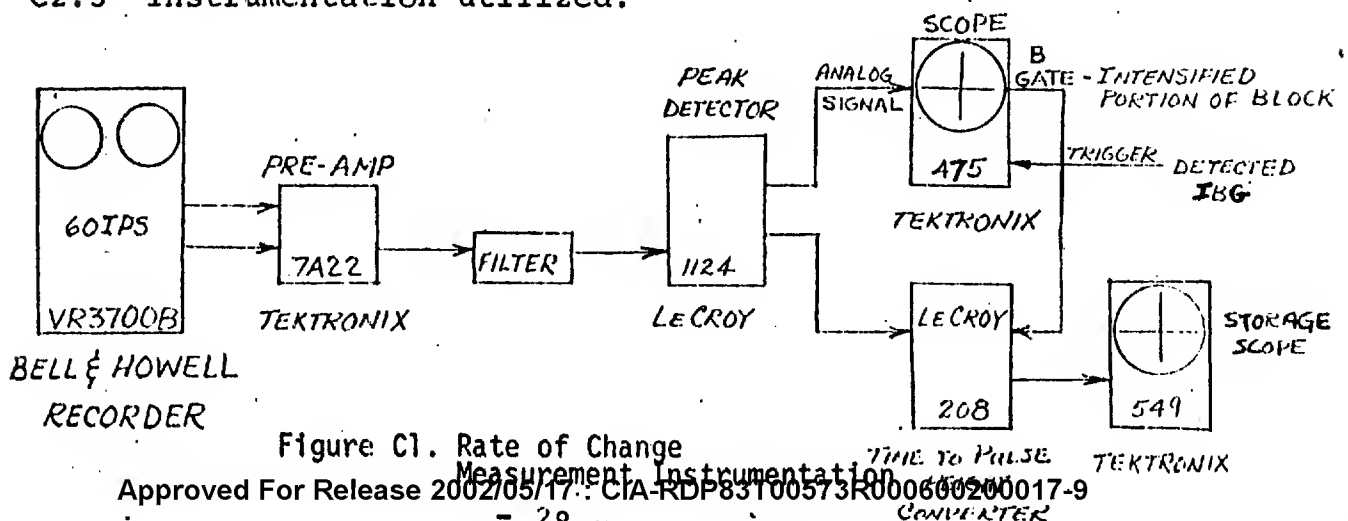 C2.3 Instrumentation utilized:
SCOPE
B
GATE - INTENSIFIED
PORTION OF BLOCK
ANALOG
SIGNAL
PEAK
DETECTOR
TRIGGER
DETECTED
IBG
475
TEKTRONIX
PRE-AMP
60IPS
7A22
FILTER
1124
VR3700B
TEKTRONIX
LECROY
LECROY
208
STORAGE
SCOPE
549
BELL & HOWELL
RECORDER
TIME TO PULSE
CONVERTER
TEKTRONIX
Figure C1. Rate of Change
Measurement Instrumentation
Approved For Release 2002/05/17 : CIA-RDP83T00573R000600200017-9
- 28